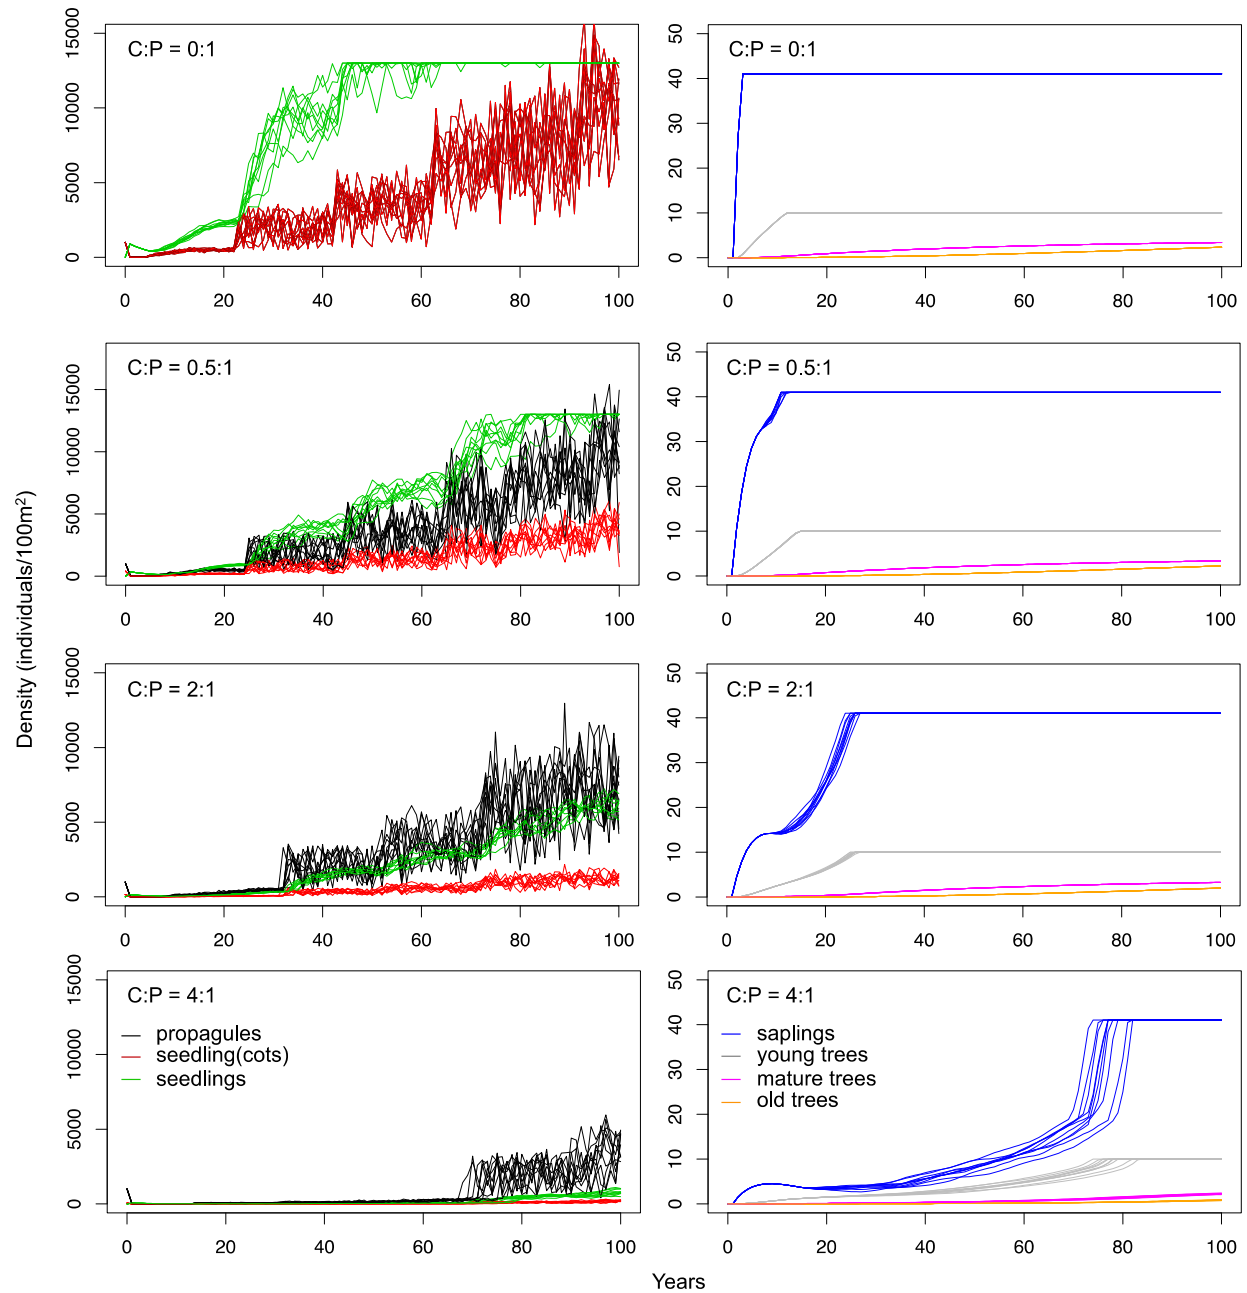 C:P = 0:1
0 5000 10000 15000
0 20 40 60 80 100
C:P = 0:1
0 10 20 30 40 50
0 20 40 60 80 100
C:P = 0.5:1
0 5000 10000 15000
0 20 40 60 80 100
C:P = 0.5:1
0 10 20 30 40 50
0 20 40 60 80 100
Density (individuals/100m²)
C:P = 2:1
0 5000 10000 15000
0 20 40 60 80 100
C:P = 2:1
0 10 20 30 40 50
0 20 40 60 80 100
C:P = 4:1
propagules
seedling(cots)
seedlings
0 5000 10000 15000
0 20 40 60 80 100
C:P = 4:1
saplings
young trees
mature trees
old trees
0 10 20 30 40 50
0 20 40 60 80 100
Years